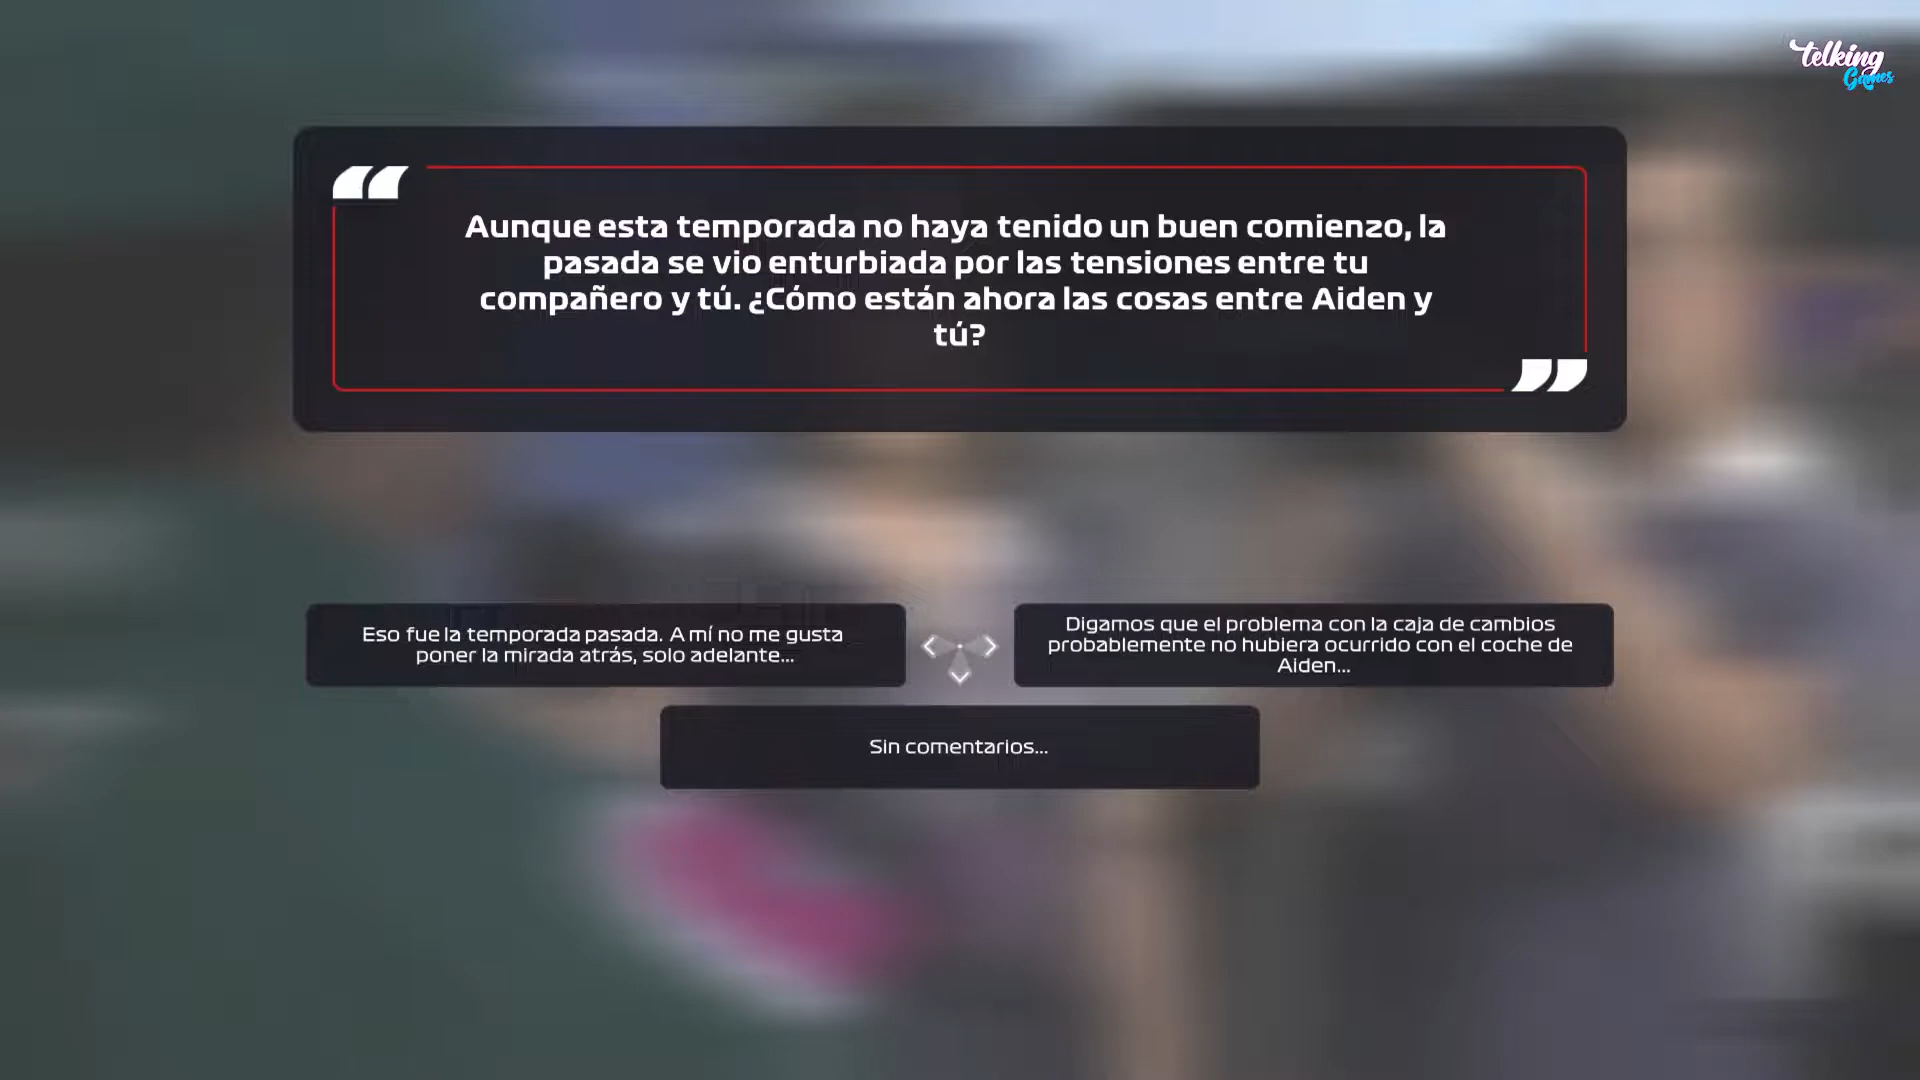 telking
Games
Aunque esta temporada no haya tenido un buen comienzo, la
pasada se vio enturbiada por las tensiones entre tu
compañero y tú. ¿Cómo están ahora las cosas entre Aiden y
tú?
Eso fue la temporada pasada. A mí no me gusta
poner la mirada atrás, solo adelante...
Digamos que el problema con la caja de cambios
probablemente no hubiera ocurrido con el coche de
Aiden...
Sin comentarios...